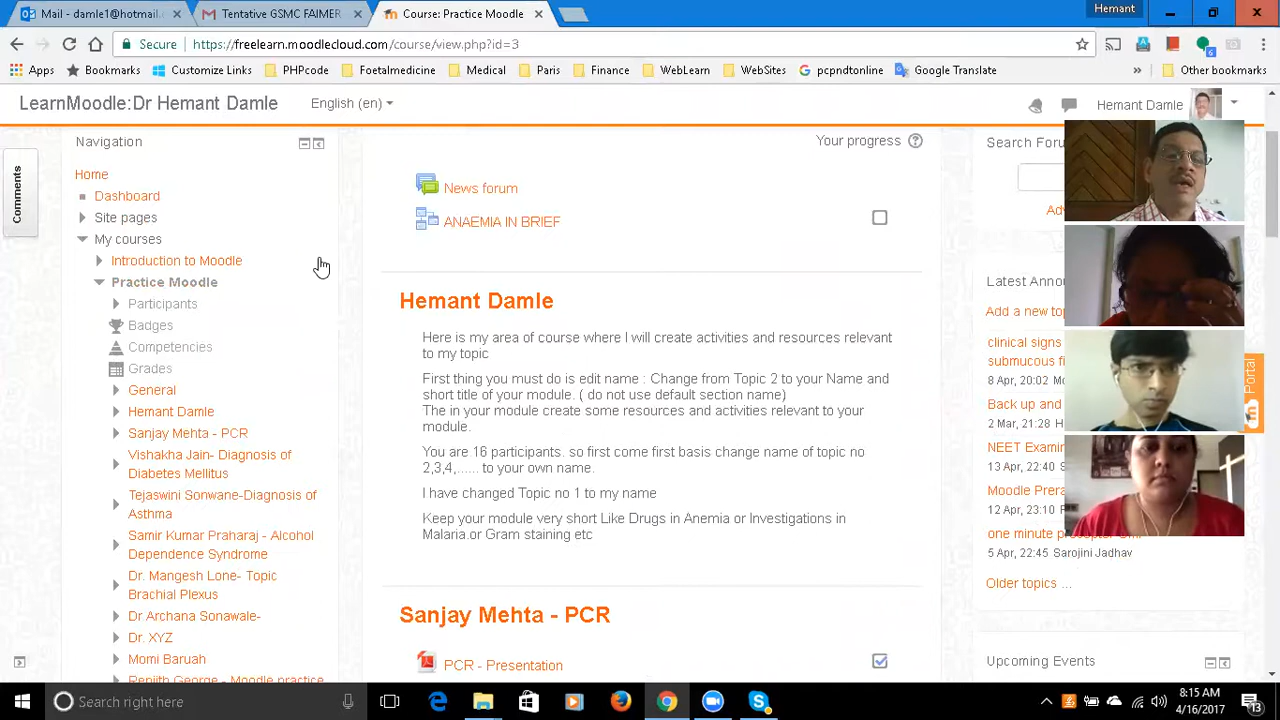 Mail - damle1@hotmail.
Tentative GSMC FAIMER
Course: Practice Moodle
Hemant
Secure
https://freelearn.moodlecloud.com/course/view.php?id=3
Apps
Bookmarks
Customize Links
PHPcode
Foetalmedicine
Medical
Paris
Finance
WebLearn
WebSites
pcpndtonline
Google Translate
»
Other bookmarks
LearnMoodle:Dr Hemant Damle
English (en)
Hemant Damle
Comments
Navigation
Home
Dashboard
Site pages
My courses
Introduction to Moodle
Practice Moodle
Participants
Badges
Competencies
Grades
General
Hemant Damle
Sanjay Mehta - PCR
Vishakha Jain- Diagnosis of
Diabetes Mellitus
Tejaswini Sonwane-Diagnosis of
Asthma
Samir Kumar Praharaj - Alcohol
Dependence Syndrome
Dr. Mangesh Lone- Topic
Brachial Plexus
Dr Archana Sonawale-
Dr. XYZ
Momi Baruah
Renjith George - Moodle practice
Your progress
News forum
ANAEMIA IN BRIEF
Hemant Damle
Here is my area of course where I will create activities and resources relevant
to my topic
First thing you must do is edit name : Change from Topic 2 to your Name and
short title of your module. ( do not use default section name)
The in your module create some resources and activities relevant to your
module.
You are 16 participants. so first come first basis change name of topic no
2,3,4,...... to your own name.
I have changed Topic no 1 to my name
Keep your module very short Like Drugs in Anemia or Investigations in
Malaria or Gram staining etc
Sanjay Mehta - PCR
PCR - Presentation
Search Foru
Latest Annou
Add a new top
clinical signs
submucous fi
8 Apr, 20:02
Back up and
2 Mar, 21:28
NEET Examin
13 Apr, 22:40
Moodle Prera
12 Apr, 23:10
one minute
5 Apr, 22:45 Sarojini Jadhav
Older topics ...
Upcoming Events
Portal
Search right here
8:15 AM
4/16/2017
13